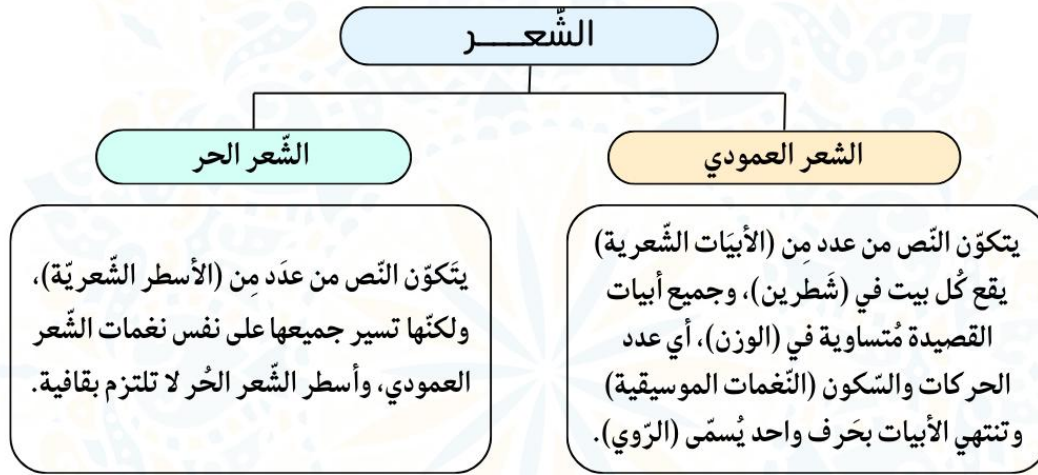 الشّعـــــر
الشعر العمودي
يتكوّن النّص من عدد مِن (الأبيَات الشّعرية)
يقع كُل بيت في (شَطرين)، وجميع أبيات
القصيدة مُتساوية في (الوزن)، أي عدد
الحركات والسّكون (النّغمات الموسيقية)
وتنتهي الأبيات بحَرف واحد يُسمّى (الرّوي).
الشّعر الحر
يتَكوّن النّص من عدَد مِن (الأسطر الشّعريّة)،
ولكنّها تسير جميعها على نفس نغمات الشّعر
العمودي، وأسطر الشّعر الحُر لا تلتزم بقافية.